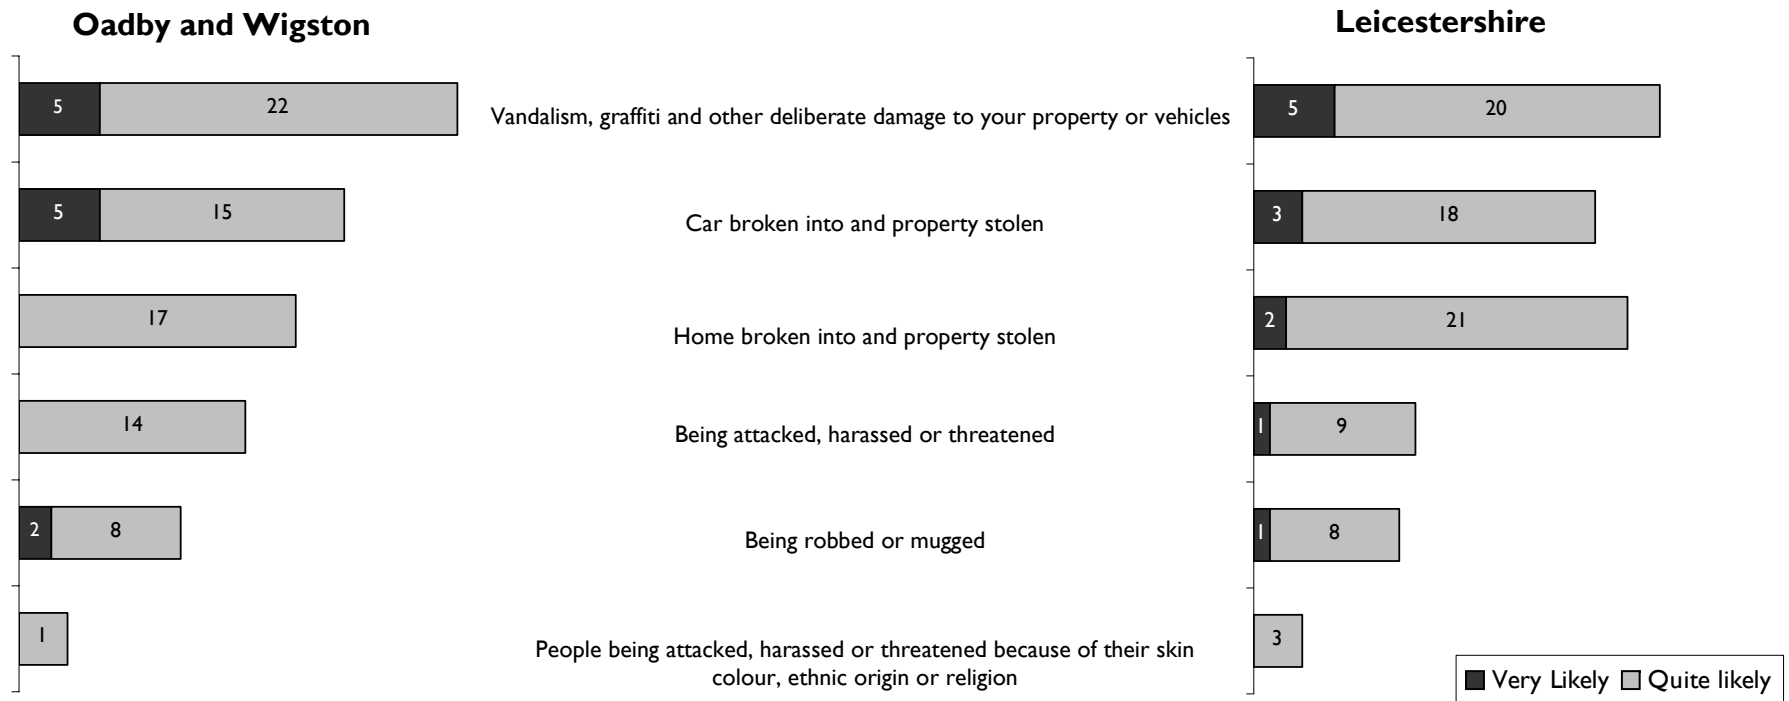 Oadby and Wigston
Leicestershire
5 22 Vandalism, graffiti and other deliberate damage to your property or vehicles 5 20
5 15 Car broken into and property stolen 3 18
17 Home broken into and property stolen 2 21
14 Being attacked, harassed or threatened 1 9
2 8 Being robbed or mugged 1 8
1 People being attacked, harassed or threatened because of their skin 3
colour, ethnic origin or religion
Very Likely Quite likely